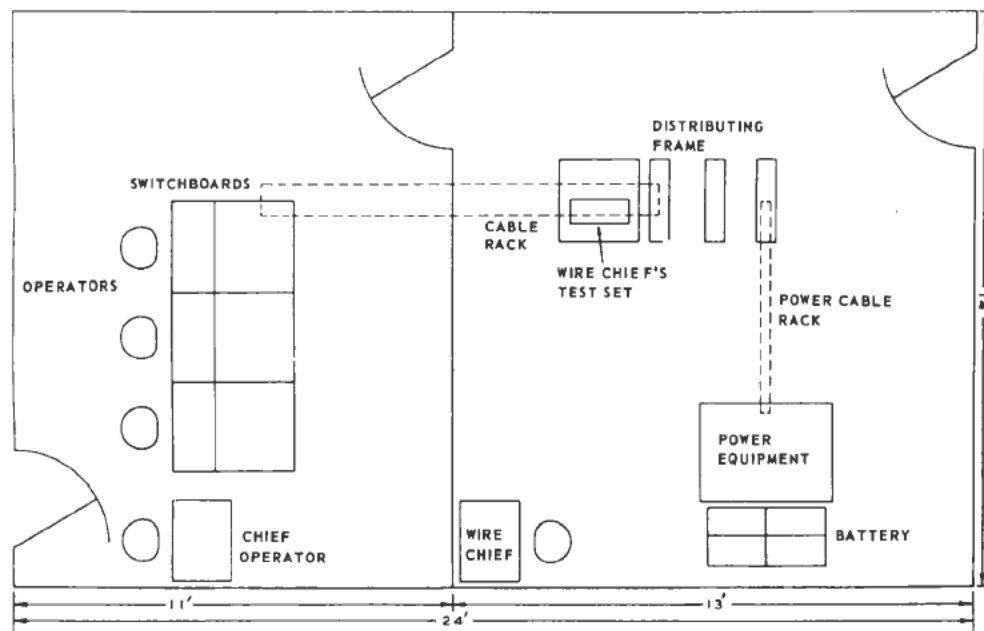 DISTRIBUTING
FRAME
SWITCHBOARDS
CABLE
RACK
WIRE CHIEF'S
TEST SET
OPERATORS
POWER CABLE
RACK
POWER
EQUIPMENT
CHIEF
OPERATOR
WIRE
CHIEF
BATTERY
11'
13'
24'